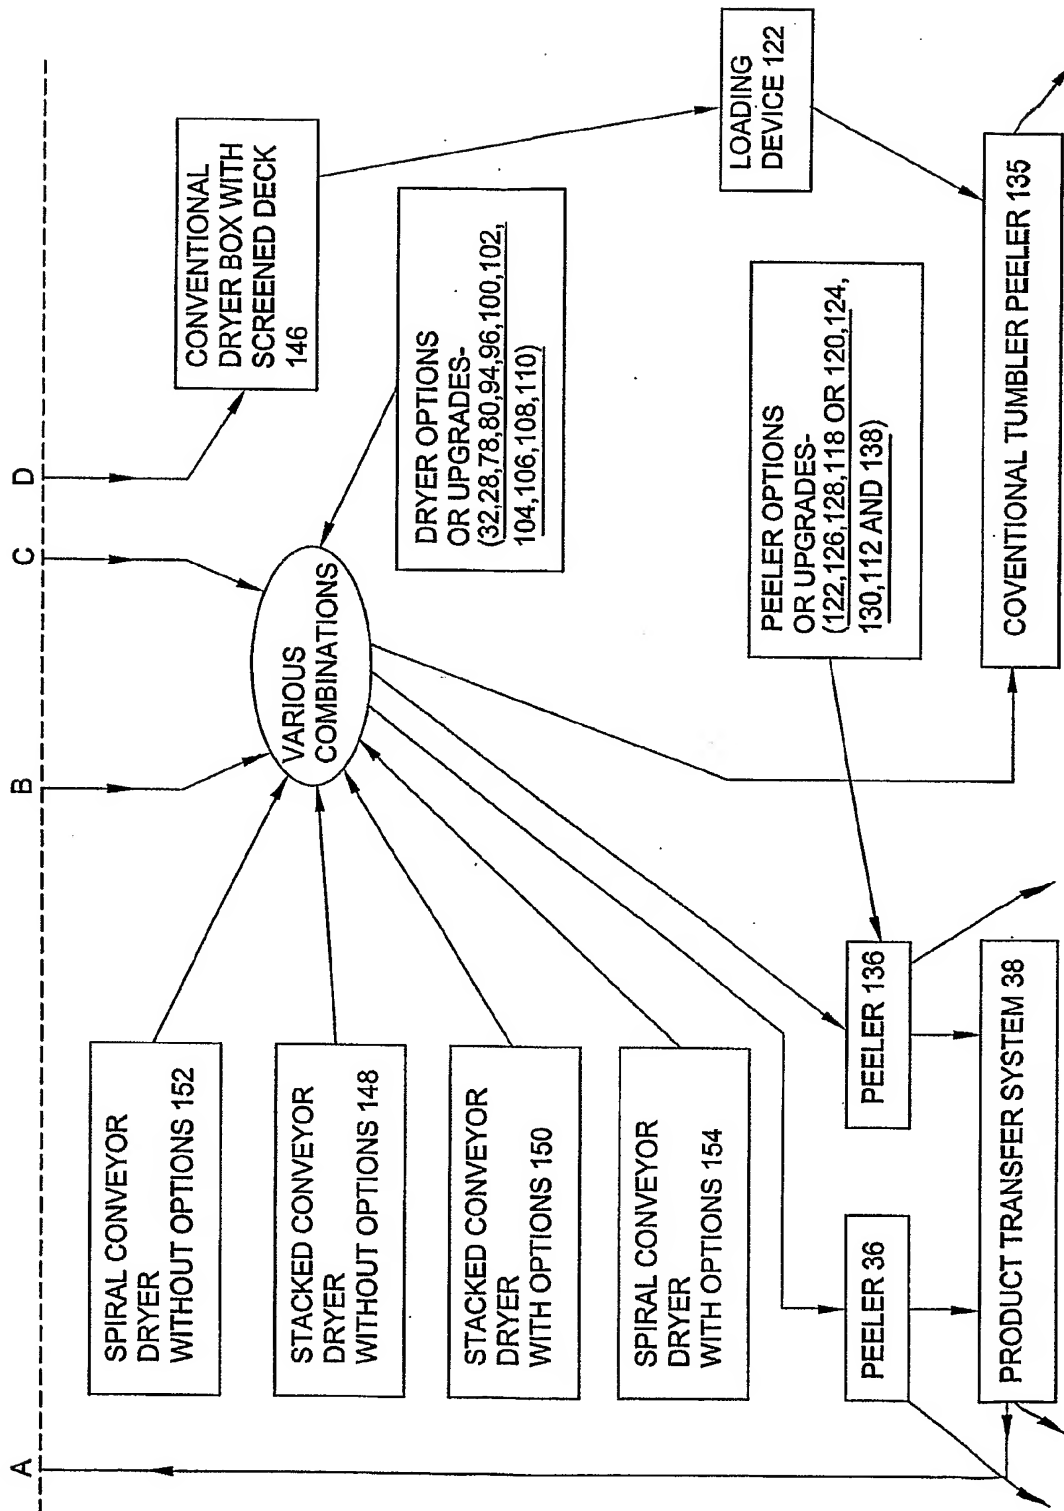 A
B
C
D
SPIRAL CONVEYOR
DRYER
WITHOUT OPTIONS 152
STACKED CONVEYOR
DRYER
WITHOUT OPTIONS 148
STACKED CONVEYOR
DRYER
WITH OPTIONS 150
SPIRAL CONVEYOR
DRYER
WITH OPTIONS 154
VARIOUS
COMBINATIONS
CONVENTIONAL
DRYER BOX WITH
SCREENED DECK
146
DRYER OPTIONS
OR UPGRADES-
(32,28,78,80,94,96,100,102,
104,106,108,110)
LOADING
DEVICE 122
PEELER OPTIONS
OR UPGRADES-
(122,126,128,118 OR 120,124,
130,112 AND 138)
PEELER 36
PEELER 136
PRODUCT TRANSFER SYSTEM 38
COVENTIONAL TUMBLER PEELER 135